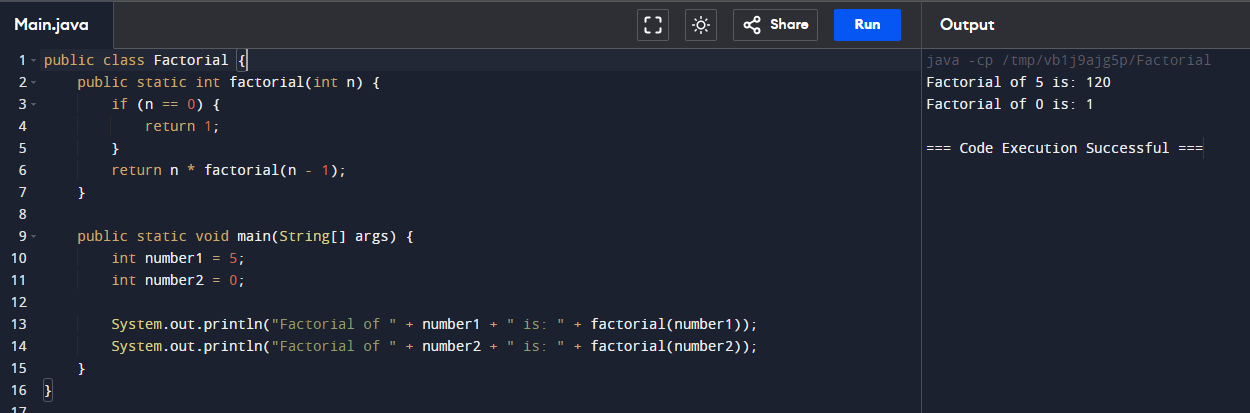 Main.java
Share
Run
Output
1 public class Factorial {
2     public static int factorial(int n) {
3         if (n == 0) {
4             return 1;
5         }
6         return n * factorial(n - 1);
7     }
8
9     public static void main(String[] args) {
10         int number1 = 5;
11         int number2 = 0;
12
13         System.out.println("Factorial of " + number1 + " is: " + factorial(number1));
14         System.out.println("Factorial of " + number2 + " is: " + factorial(number2));
15     }
16 }
17
java -cp /tmp/vb1j9ajg5p/Factorial
Factorial of 5 is: 120
Factorial of 0 is: 1
=== Code Execution Successful ===